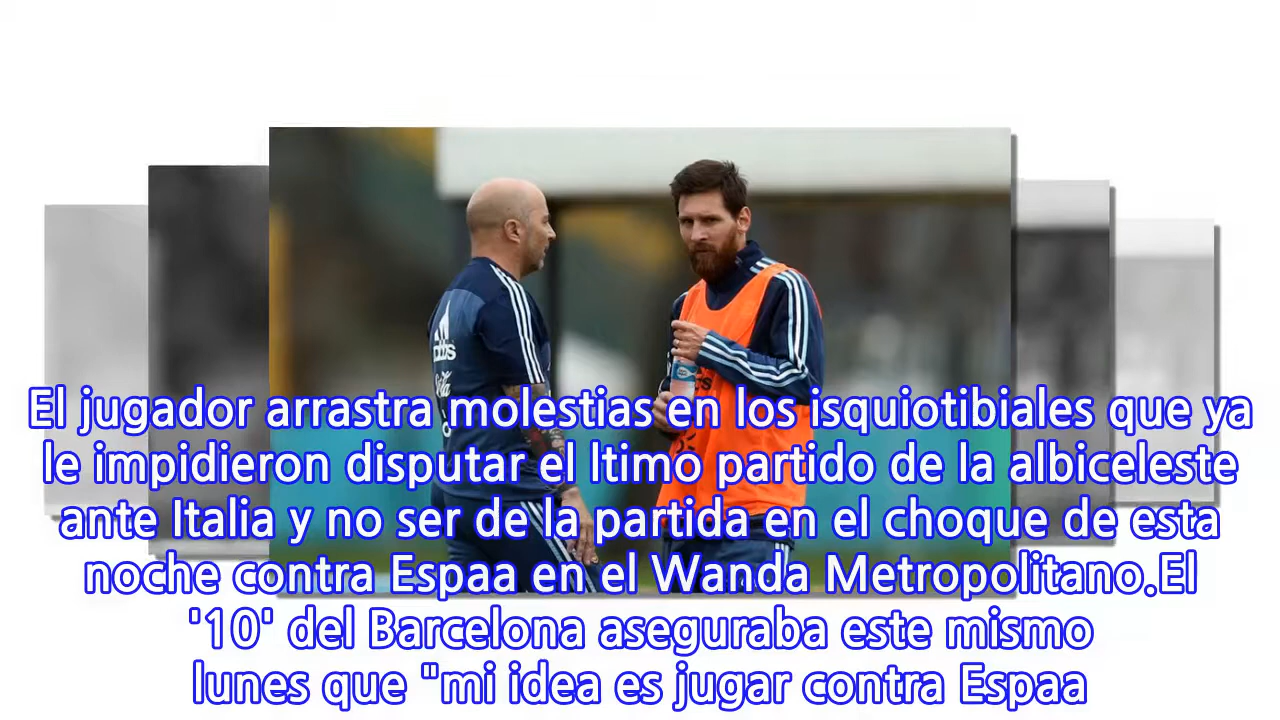 El jugador arrastra molestias en los isquiotibiales que ya
le impidieron disputar el ltimo partido de la albiceleste
ante Italia y no ser de la partida en el choque de esta
noche contra Espaa en el Wanda Metropolitano.El
'10' del Barcelona aseguraba este mismo
lunes que "mi idea es jugar contra Espaa